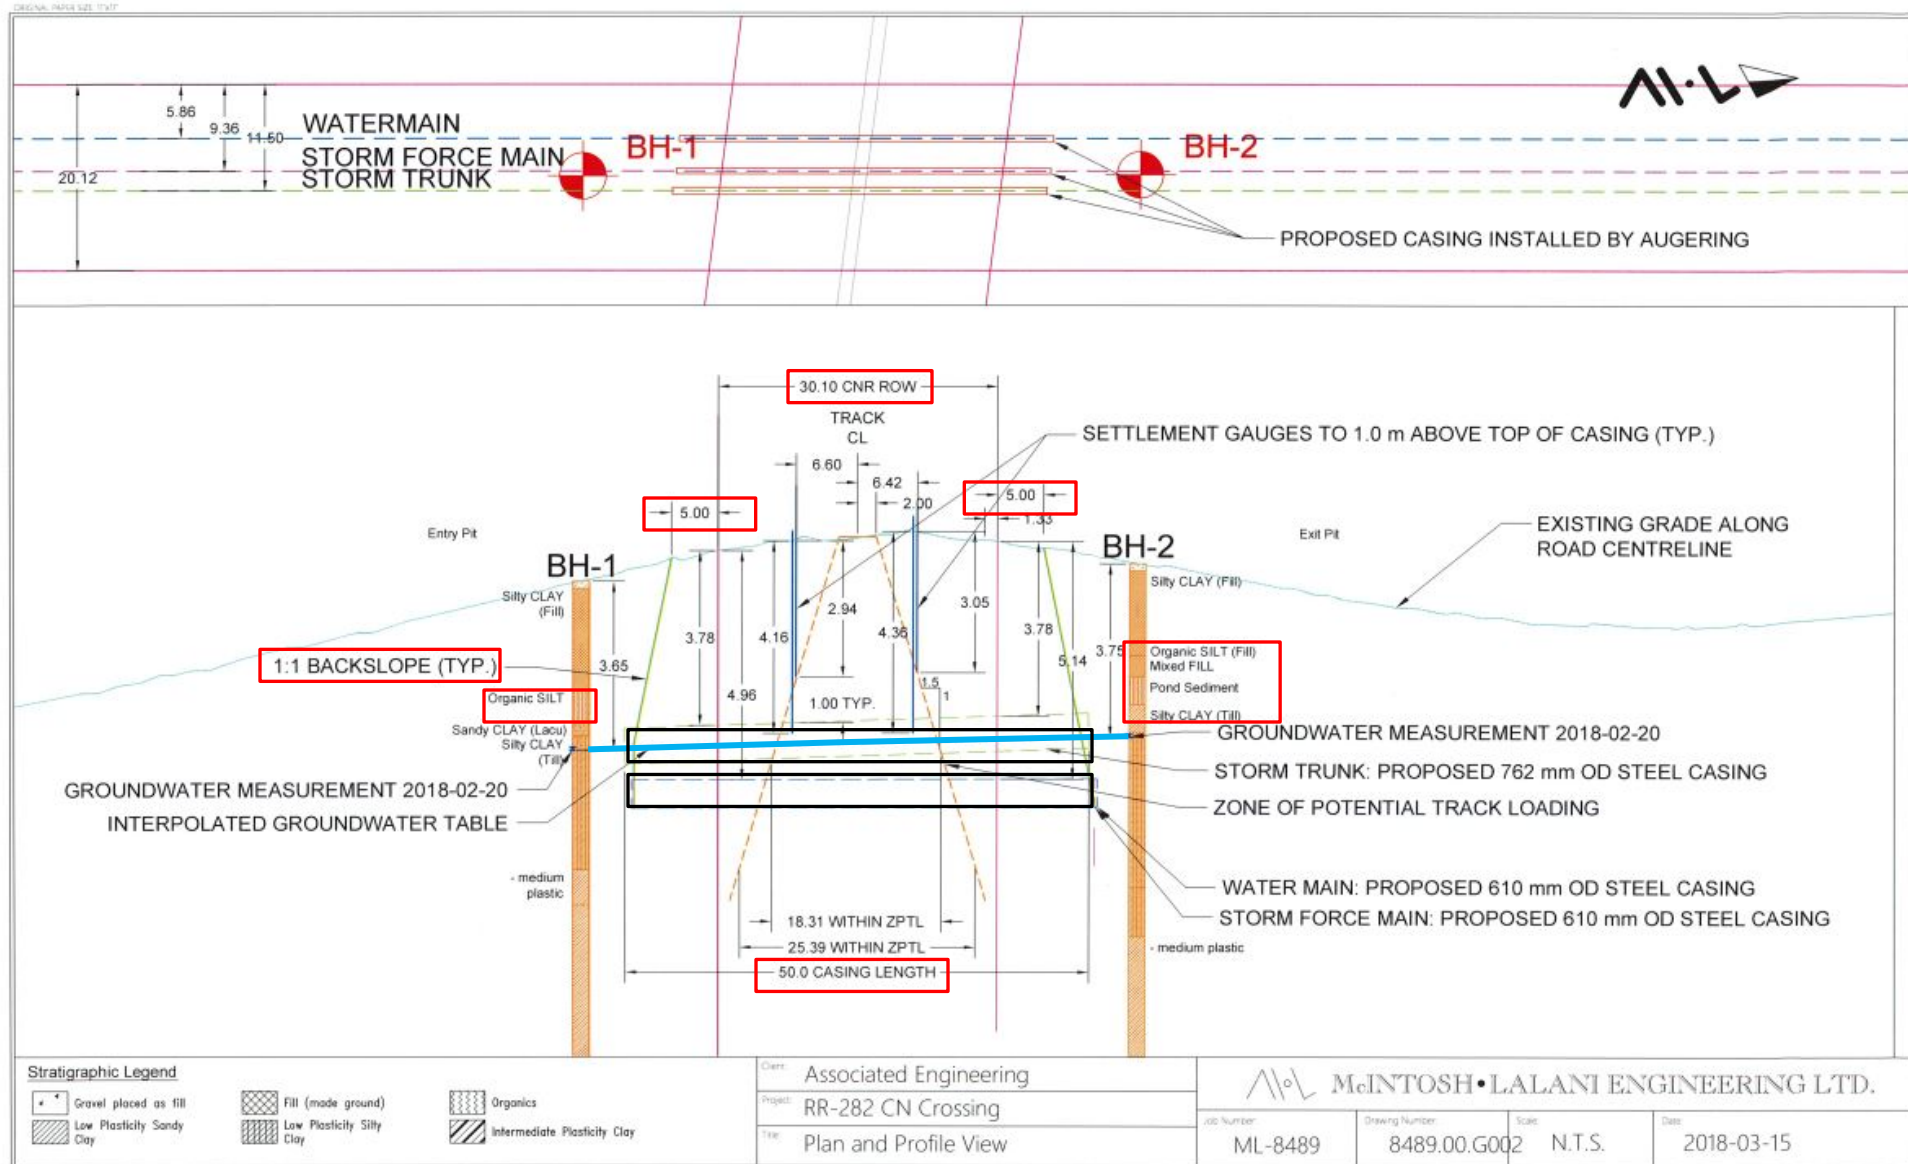 ORIGINAL PAPER SIZE 11"x17"
5.86
9.36
11.50
20.12
WATERMAIN
STORM FORCE MAIN
STORM TRUNK
BH-1
BH-2
PROPOSED CASING INSTALLED BY AUGERING
30.10 CNR ROW
TRACK
CL
SETTLEMENT GAUGES TO 1.0 m ABOVE TOP OF CASING (TYP.)
6.60
6.42
2.00
5.00
5.00
1.33
Entry Pit
Exit Pit
EXISTING GRADE ALONG
ROAD CENTRELINE
BH-1
BH-2
Silty CLAY
(Fill)
Silty CLAY (Fill)
2.94
3.05
3.78
4.16
4.36
3.78
3.75
5.14
3.65
1:1 BACKSLOPE (TYP.)
Organic SILT (Fill)
Mixed FILL
Pond Sediment
Silty CLAY (Till)
Organic SILT
4.96
1.00 TYP.
1.5
1
Sandy CLAY (Lacu)
Silty CLAY
(Till)
GROUNDWATER MEASUREMENT 2018-02-20
STORM TRUNK: PROPOSED 762 mm OD STEEL CASING
GROUNDWATER MEASUREMENT 2018-02-20
ZONE OF POTENTIAL TRACK LOADING
INTERPOLATED GROUNDWATER TABLE
- medium
plastic
WATER MAIN: PROPOSED 610 mm OD STEEL CASING
STORM FORCE MAIN: PROPOSED 610 mm OD STEEL CASING
18.31 WITHIN ZPTL
25.39 WITHIN ZPTL
- medium plastic
50.0 CASING LENGTH
Stratigraphic Legend
Gravel placed as fill
Fill (made ground)
Organics
Low Plasticity Sandy
Clay
Low Plasticity Silty
Clay
Intermediate Plasticity Clay
Client:
Associated Engineering
Project:
RR-282 CN Crossing
Title:
Plan and Profile View
McINTOSH•LALANI ENGINEERING LTD.
Job Number:
ML-8489
Drawing Number:
8489.00.G002
Scale:
N.T.S.
Date:
2018-03-15